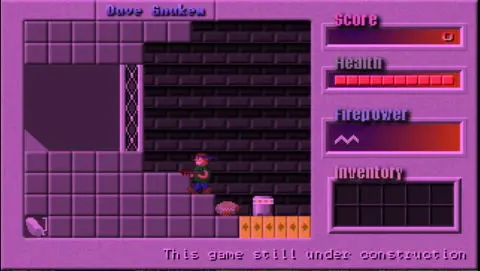 Dave Snukem
Score
0
Health
Firepower
Inventory
This game still under construction